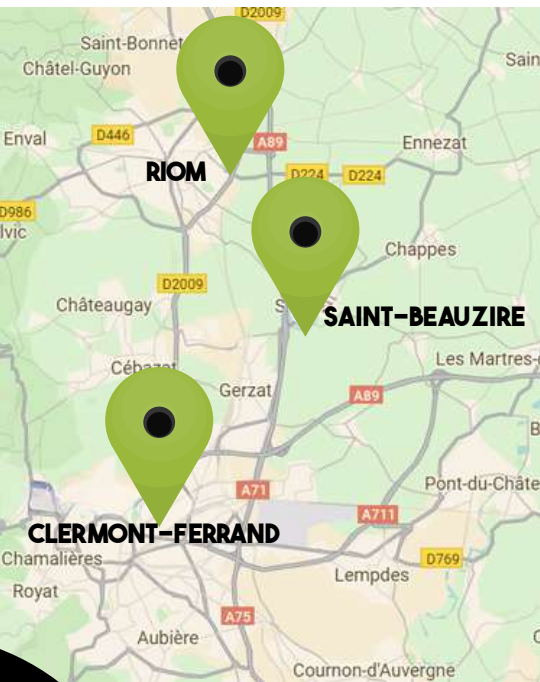 D2009
Saint-Bonnet
Châtel-Guyon
Sain
Enval
D446
A89
Ennezat
RIOM
D224
D224
D986
lvic
Chappes
D2009
Châteaugay
S
SAINT-BEAUZIRE
Cébazat
Les Martres-
Gerzat
A89
B
A71
Pont-du-Châte
A711
CLERMONT-FERRAND
Chamalières
D769
Lempdes
Royat
A75
Aubière
C
Cournon-d'Auvergne